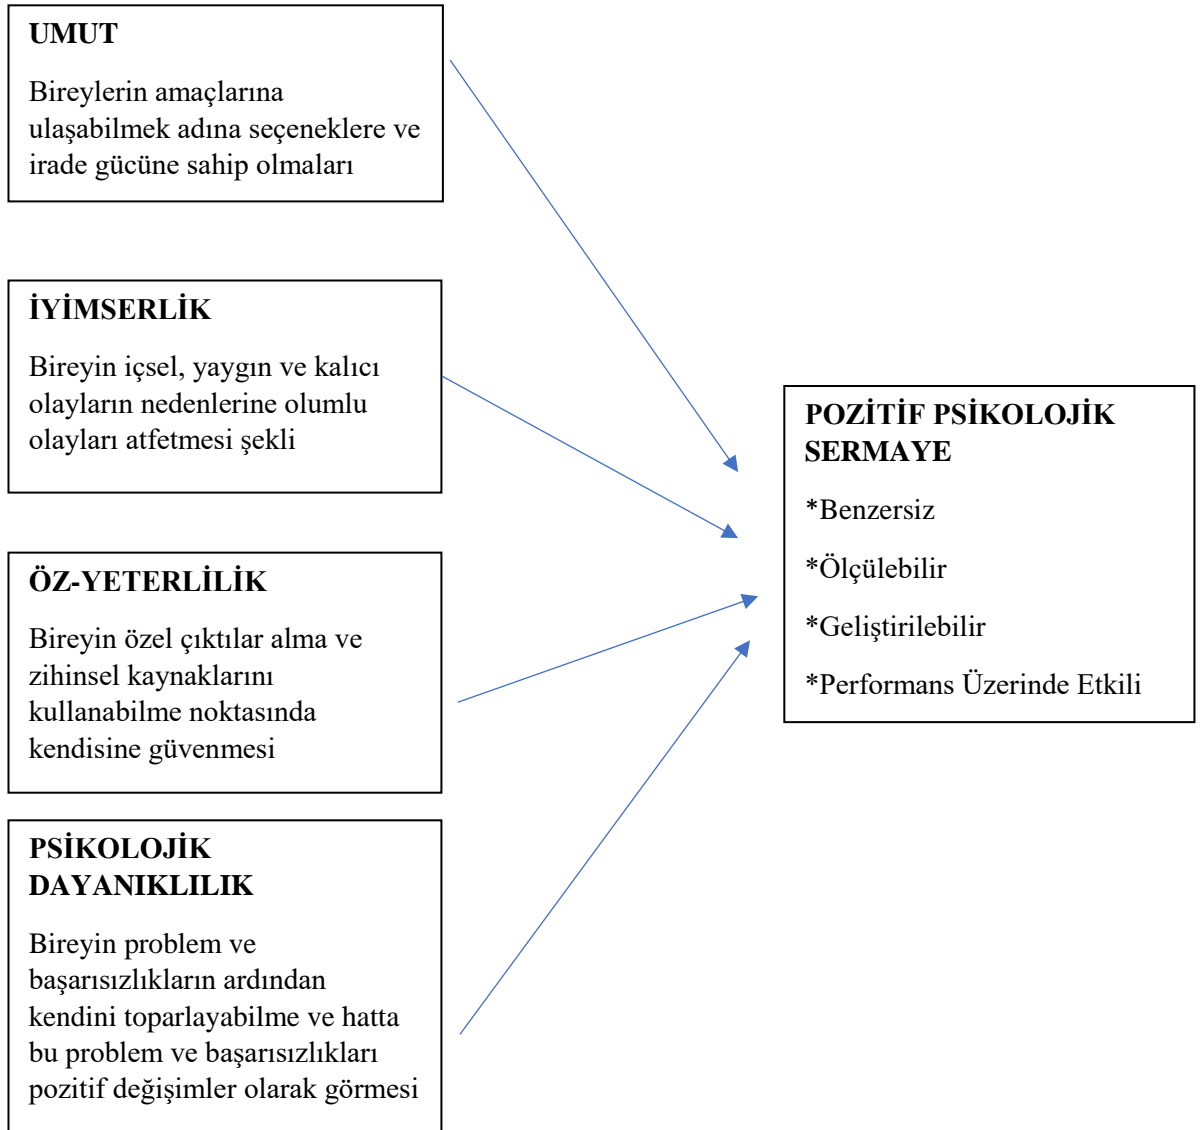 UMUT
Bireylerin amaçlarına
ulaşabilmek adına seçeneklere ve
irade gücüne sahip olmaları
İYİMSERLİK
Bireyin içsel, yaygın ve kalıcı
olayların nedenlerine olumlu
olayları atfetmesi şekli
ÖZ-YETERLİLİK
Bireyin özel çıktılar alma ve
zihinsel kaynaklarını
kullanabilme noktasında
kendisine güvenmesi
PSİKOLOJİK
DAYANIKLILIK
Bireyin problem ve
başarısızlıkların ardından
kendini toparlayabilme ve hatta
bu problem ve başarısızlıkları
pozitif değişimler olarak görmesi
POZİTİF PSİKOLOJİK
SERMAYE
*Benzersiz
*Ölçülebilir
*Geliştirilebilir
*Performans Üzerinde Etkili